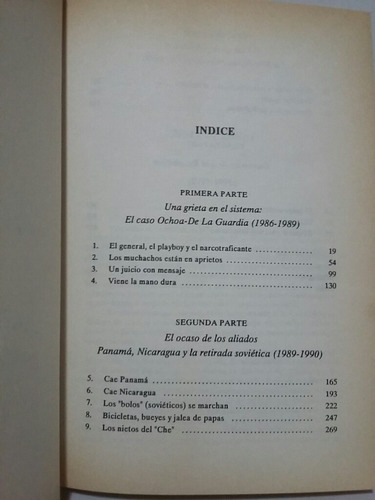 INDICE
PRIMERA PARTE
Una grieta en el sistema:
El caso Ochoa-De La Guardia (1986-1989)
1. El general, el playboy y el narcotraficante 19
2. Los muchachos están en aprietos 54
3. Un juicio con mensaje 99
4. Viene la mano dura 130
SEGUNDA PARTE
El ocaso de los aliados
Panamá, Nicaragua y la retirada soviética (1989-1990)
5. Cae Panamá 165
6. Cae Nicaragua 193
7. Los "bolos" (soviéticos) se marchan 222
8. Bicicletas, bueyes y jalea de papas 247
9. Los nietos del "Che" 269